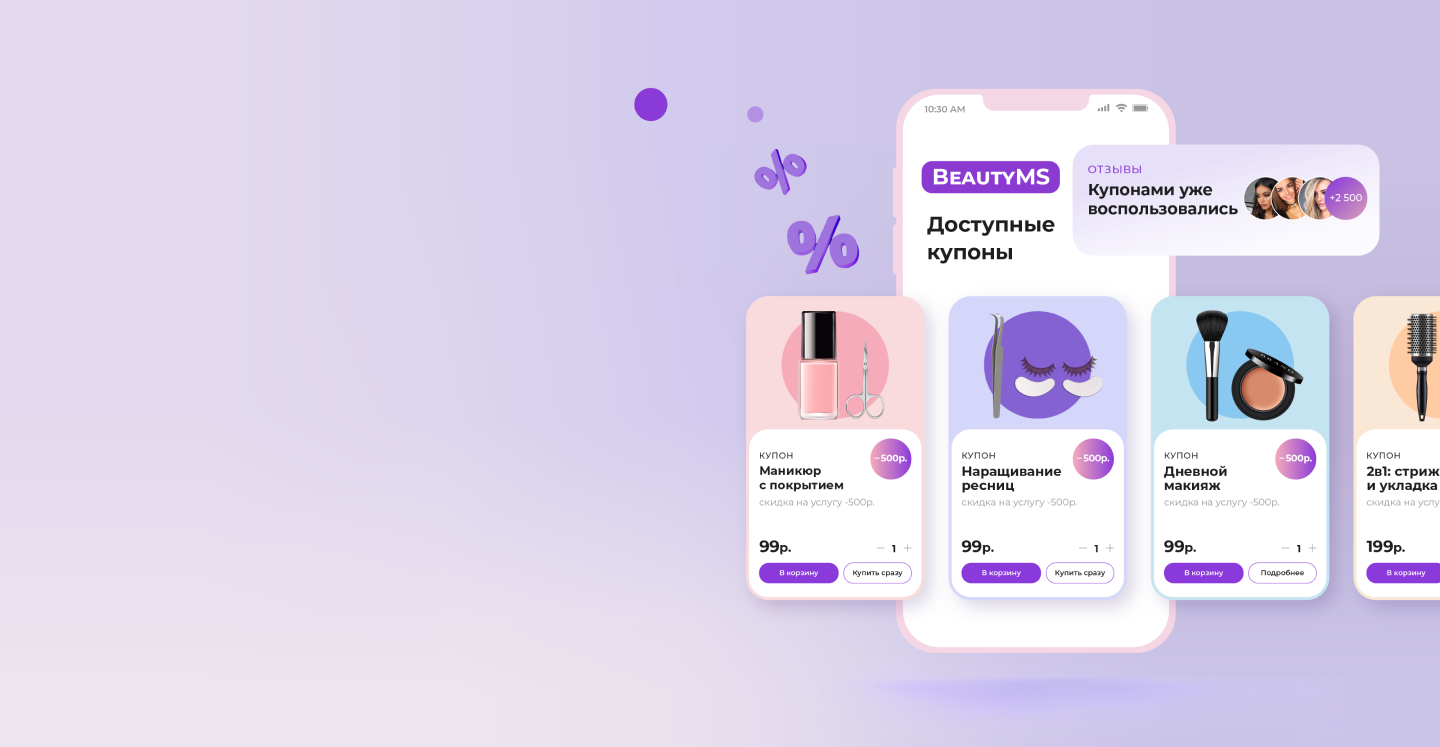 10:30 AM
%
%
BEAUTYMS
Доступные
купоны
ОТЗЫВЫ
Купонами уже
воспользовались
+2 500
КУПОН
Маникюр
с покрытием
−500р.
скидка на услугу -500р.
99р.
— 1 +
В корзину
Купить сразу
КУПОН
Наращивание
ресниц
−500р.
скидка на услугу -500р.
99р.
— 1 +
В корзину
Купить сразу
КУПОН
Дневной
макияж
−500р.
скидка на услугу -500р.
99р.
— 1 +
В корзину
Подробнее
КУПОН
2в1: стриж
и укладка
скидка на услу
199р.
В корзину